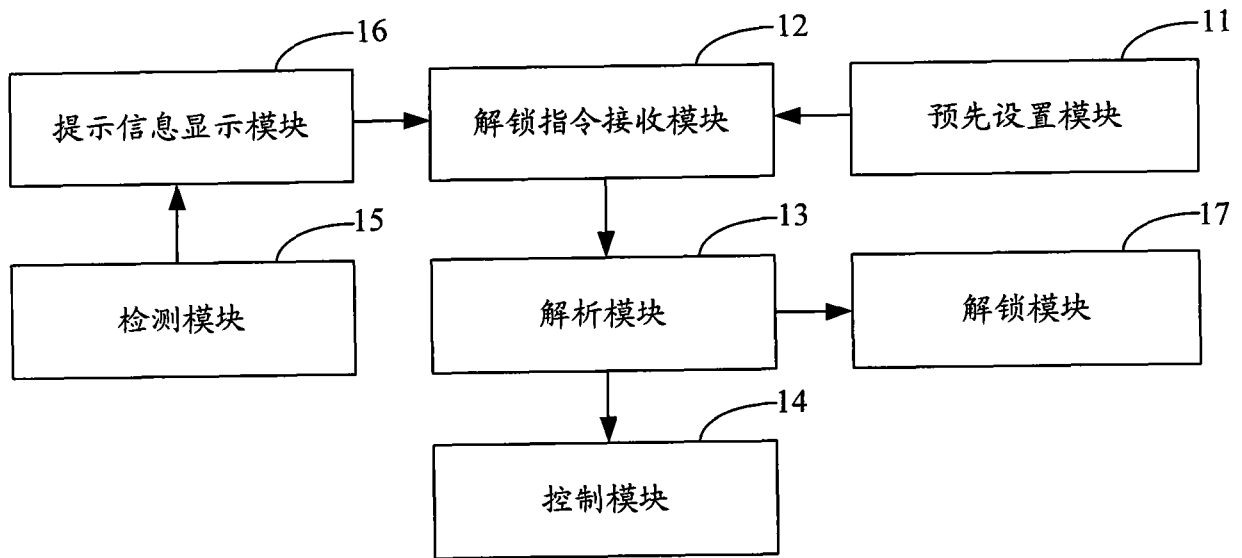 16
12
11
提示信息显示模块
解锁指令接收模块
预先设置模块
15
13
17
检测模块
解析模块
解锁模块
14
控制模块